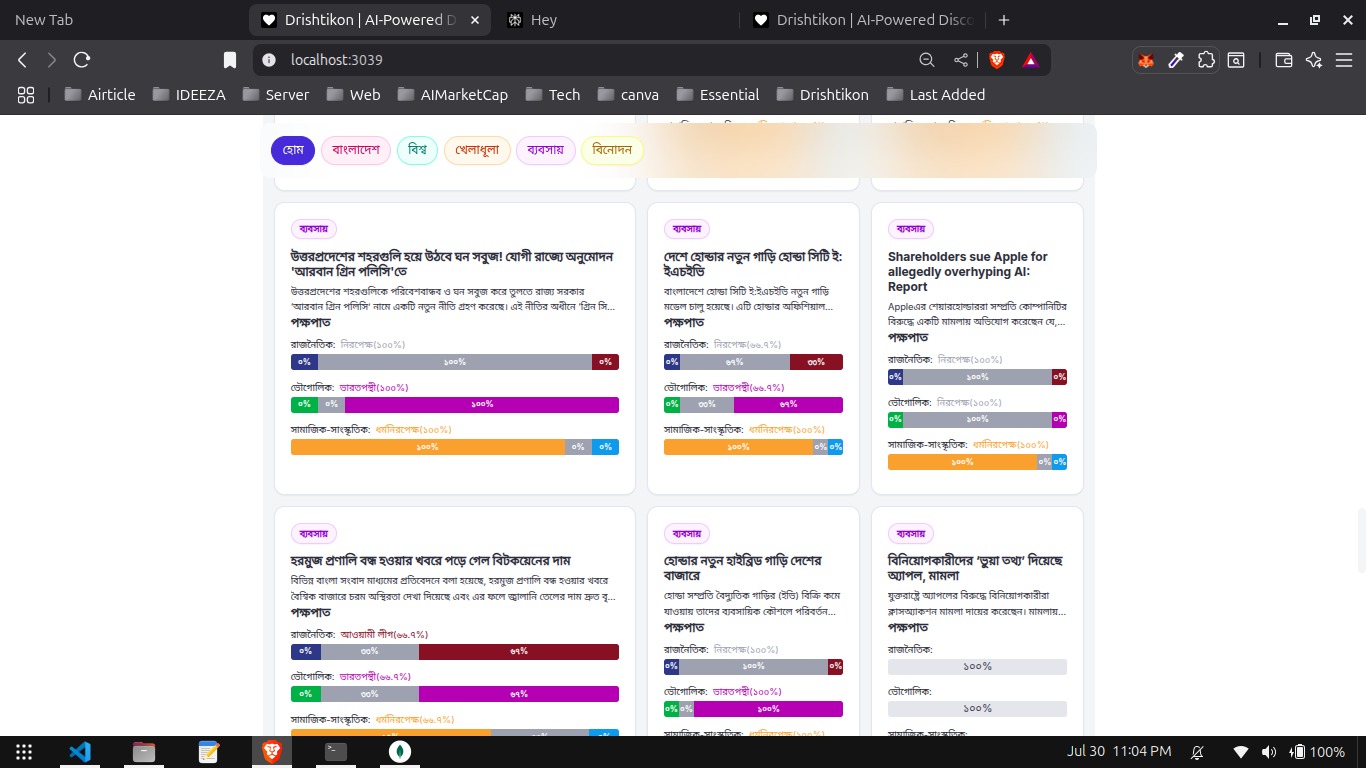 New Tab
Drishtikon | AI-Powered D
Hey
Drishtikon | AI-Powered Disco
localhost:3039
Airticle
IDEEZA
Server
Web
AIMarketCap
Tech
canva
Essential
Drishtikon
Last Added
হোম
বাংলাদেশ
বিশ্ব
খেলাধূলা
ব্যবসায়
বিনোদন
ব্যবসায়
উত্তরপ্রদেশের শহরগুলি হয়ে উঠবে ঘন সবুজ! যোগী রাজ্যে অনুমোদন
'আরবান গ্রিন পলিসি'তে
উত্তরপ্রদেশের শহরগুলিকে পরিবেশবান্ধব ও ঘন সবুজ করে তুলতে রাজ্য সরকার
'আরবান গ্রিন পলিসি' নামে একটি নতুন নীতি গ্রহণ করেছে। এই নীতির অধীনে 'গ্রিন সি...
পক্ষপাত
রাজনৈতিক: নিরপেক্ষ(১০০%)
০% ১০০% ০%
ভৌগোলিক: ভারতপন্থী(১০০%)
০% ০% ১০০%
সামাজিক-সাংস্কৃতিক: ধর্মনিরপেক্ষ(১০০%)
১০০% ০% ০%
ব্যবসায়
দেশে হোন্ডার নতুন গাড়ি হোন্ডা সিটি ই:
ইএচইভি
বাংলাদেশে হোন্ডা সিটি ই:ইএচইভি নতুন গাড়ি
মডেল চালু হয়েছে। এটি হোন্ডার অফিশিয়াল...
পক্ষপাত
রাজনৈতিক: নিরপেক্ষ(৬৬.৭%)
০% ৬৭% ৩৩%
ভৌগোলিক: ভারতপন্থী(৬৬.৭%)
০% ৩৩% ৬৭%
সামাজিক-সাংস্কৃতিক: ধর্মনিরপেক্ষ(১০০%)
১০০% ০% ০%
ব্যবসায়
Shareholders sue Apple for
allegedly overhyping AI:
Report
Appleএর শেয়ারহোল্ডাররা সম্প্রতি কোম্পানিটির
বিরুদ্ধে একটি মামলায় অভিযোগ করেছেন যে,...
পক্ষপাত
রাজনৈতিক: নিরপেক্ষ(১০০%)
০% ১০০% ০%
ভৌগোলিক: নিরপেক্ষ(১০০%)
০% ১০০% ০%
সামাজিক-সাংস্কৃতিক: ধর্মনিরপেক্ষ(১০০%)
১০০% ০% ০%
ব্যবসায়
হরমুজ প্রণালি বন্ধ হওয়ার খবরে পড়ে গেল বিটকয়েনের দাম
বিভিন্ন বাংলা সংবাদ মাধ্যমের প্রতিবেদনে বলা হয়েছে, হরমুজ প্রণালি বন্ধ হওয়ার খবরে
বৈশ্বিক বাজারে চরম অস্থিরতা দেখা দিয়েছে এবং এর ফলে জ্বালানি তেলের দাম দ্রুত বৃ...
পক্ষপাত
রাজনৈতিক: আওয়ামী লীগ(৬৬.৭%)
০% ৩৩% ৬৭%
ভৌগোলিক: ভারতপন্থী(৬৬.৭%)
০% ৩৩% ৬৭%
সামাজিক-সাংস্কৃতিক: ধর্মনিরপেক্ষ(৬৬.৭%)
ব্যবসায়
হোন্ডার নতুন হাইব্রিড গাড়ি দেশের
বাজারে
হোন্ডা সম্প্রতি বৈদ্যুতিক গাড়ির (ইভি) বিক্রি কমে
যাওয়ায় তাদের ব্যবসায়িক কৌশলে পরিবর্তন...
পক্ষপাত
রাজনৈতিক: নিরপেক্ষ(১০০%)
০% ১০০% ০%
ভৌগোলিক: ভারতপন্থী(১০০%)
০% ০% ১০০%
সামাজিক-সাংস্কৃতিক: ধর্মনিরপেক্ষ(১০০%)
ব্যবসায়
বিনিয়োগকারীদের 'ভুয়া তথ্য' দিয়েছে
অ্যাপল, মামলা
যুক্তরাষ্ট্রে অ্যাপলের বিরুদ্ধে বিনিয়োগকারীরা
ক্লাসঅ্যাকশন মামলা দায়ের করেছেন। মামলায়...
পক্ষপাত
রাজনৈতিক:
১০০%
ভৌগোলিক:
১০০%
Jul 30 11:04 PM
100%